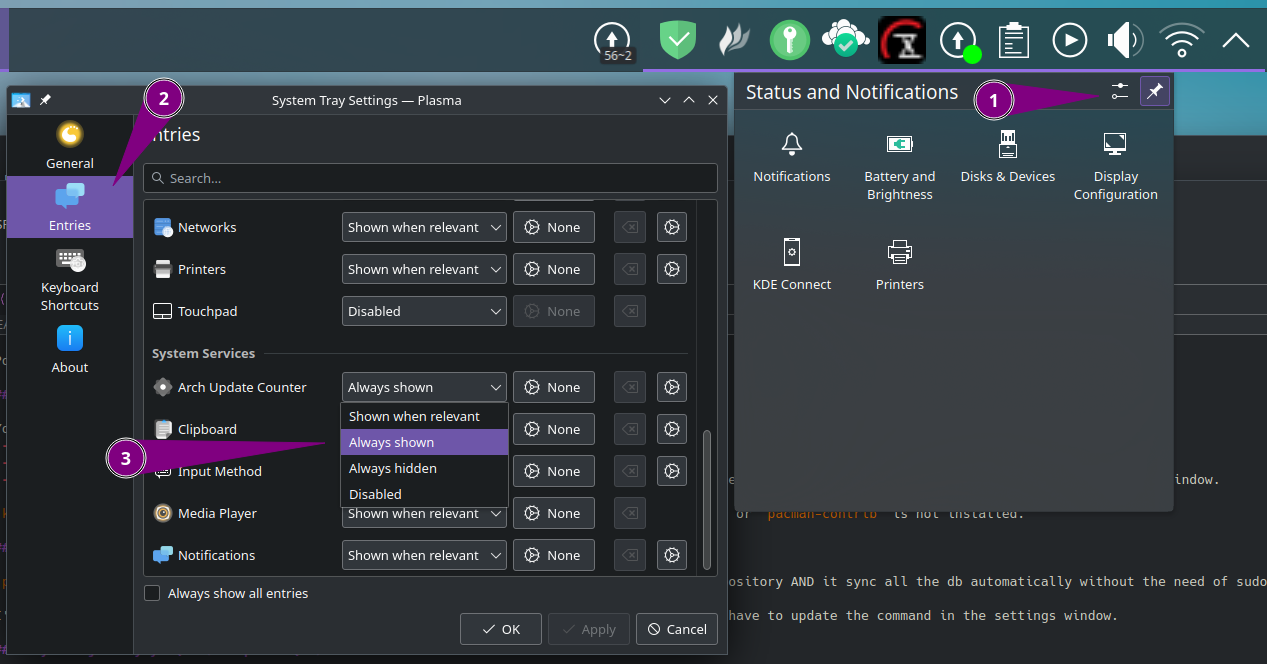 56-2
Status and Notifications
1
Notifications
Battery and
Brightness
Disks & Devices
Display
Configuration
KDE Connect
Printers
2
System Tray Settings — Plasma
General
Entries
Keyboard
Shortcuts
About
ntries
Search...
Networks
Shown when relevant
None
Printers
Shown when relevant
None
Touchpad
Disabled
None
System Services
Arch Update Counter
Always shown
None
Shown when relevant
Always shown
Always hidden
Disabled
Clipboard
None
3
Input Method
None
Media Player
Shown when relevant
None
Notifications
Shown when relevant
None
Always show all entries
OK
Apply
Cancel
indow.
or pacman-contrib is not installed.
ository AND it sync all the db automatically without the need of sudo
have to update the command in the settings window.